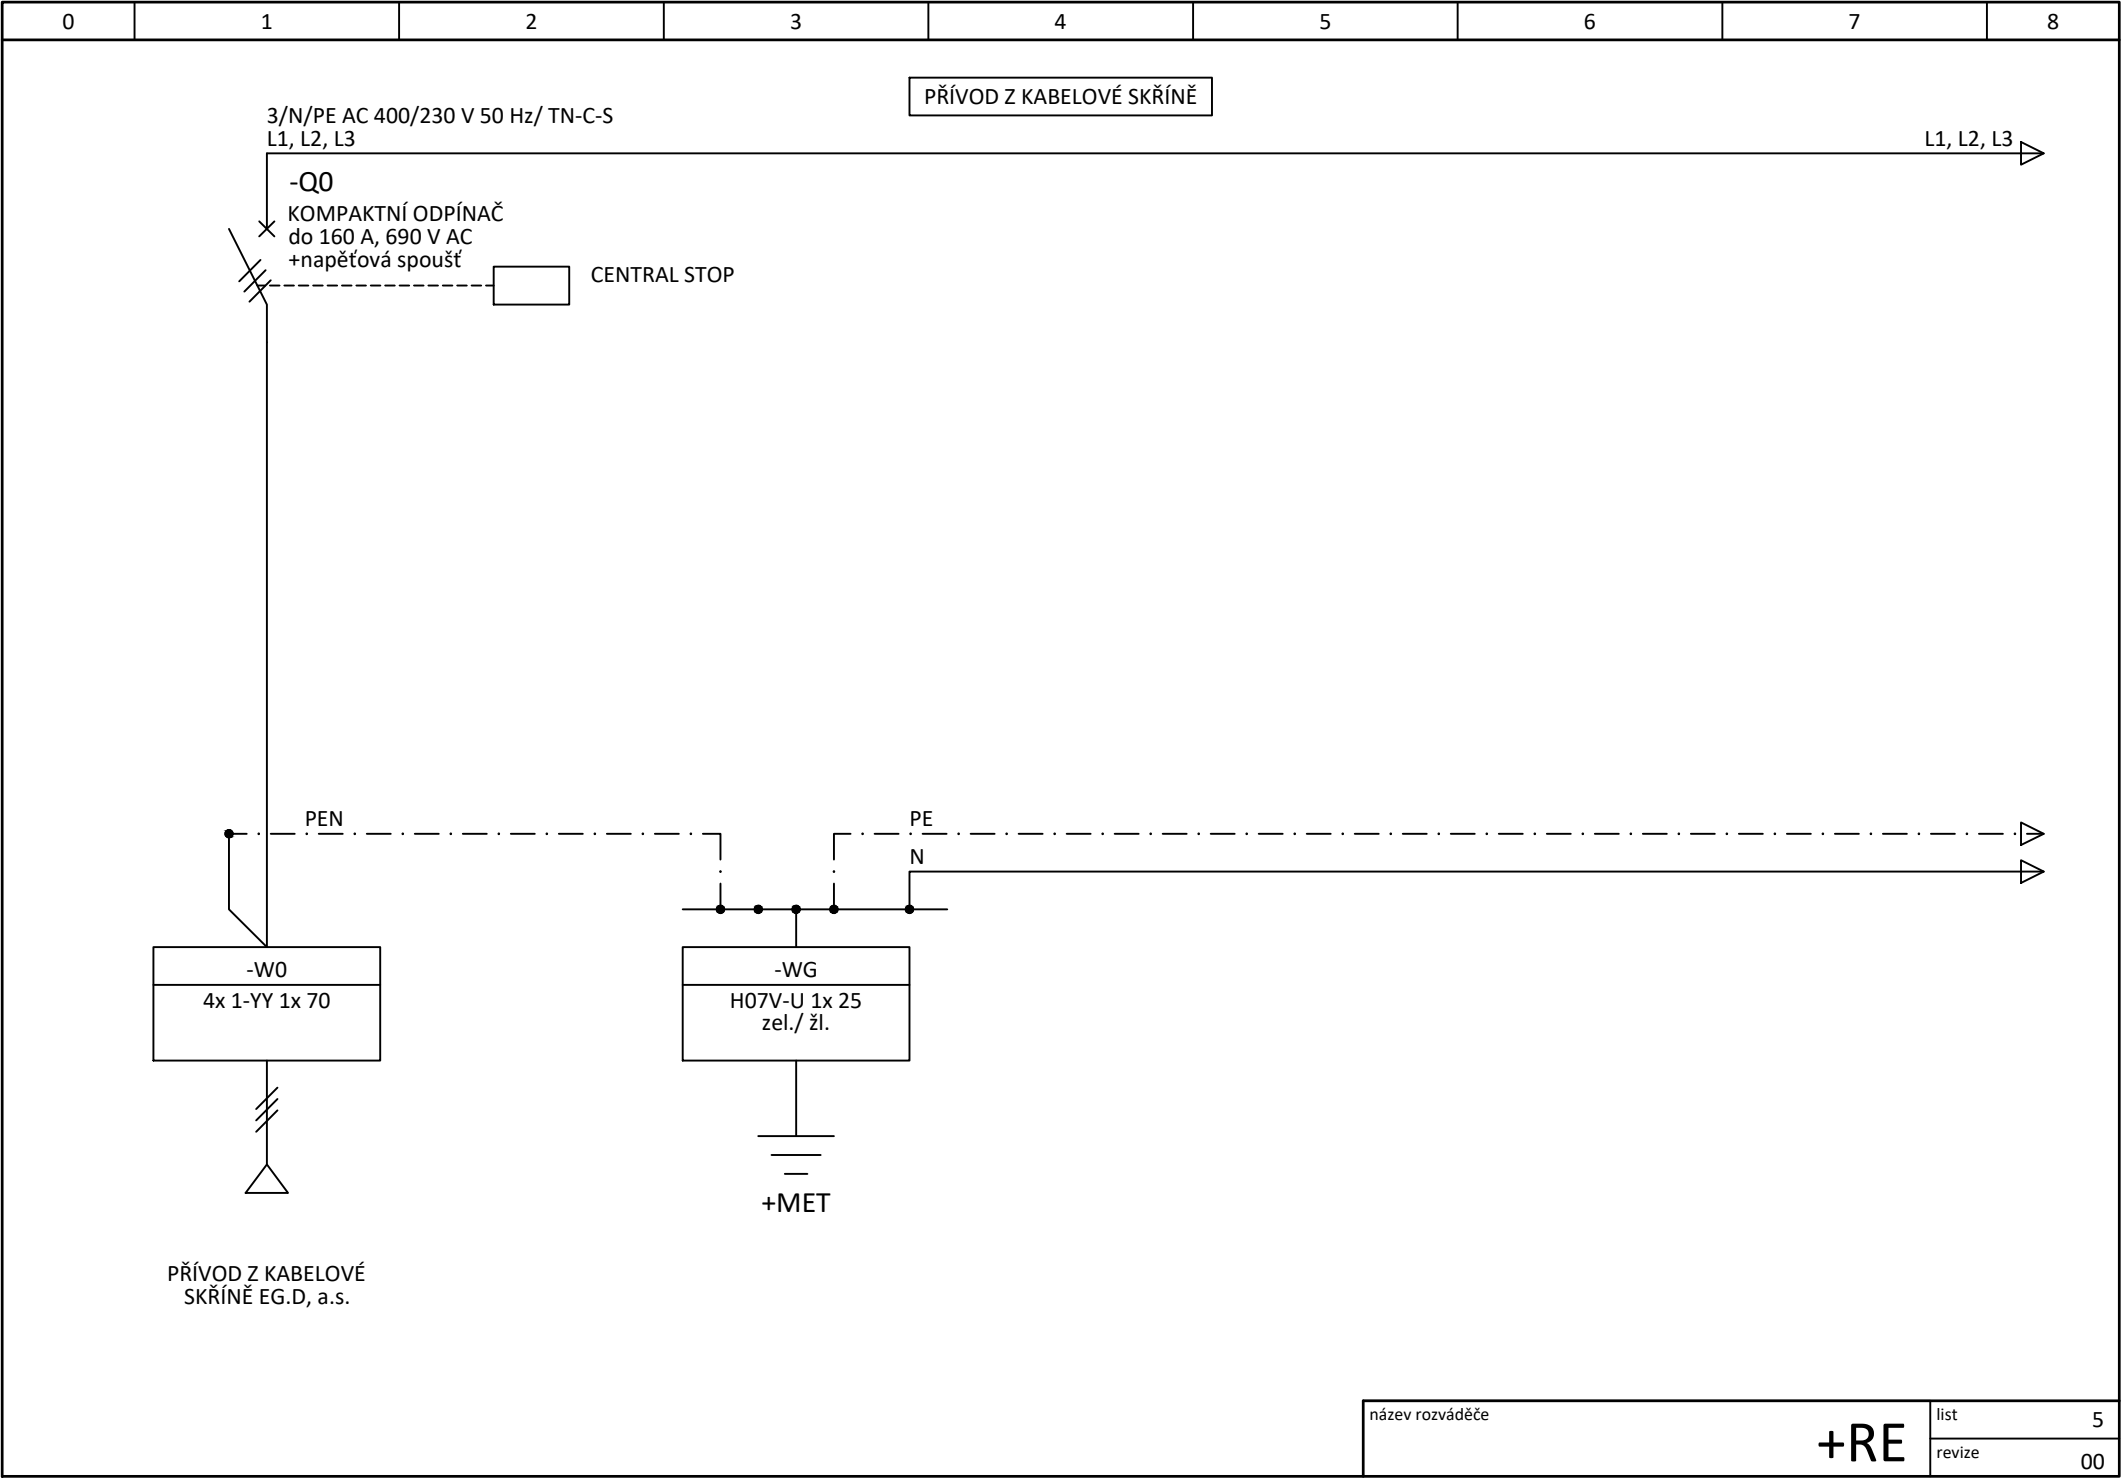 0 1 2 3 4 5 6 7 8
PŘÍVOD Z KABELOVÉ SKŘÍNĚ
3/N/PE AC 400/230 V 50 Hz/ TN-C-S
L1, L2, L3
L1, L2, L3
-Q0
KOMPAKTNÍ ODPÍNAČ
do 160 A, 690 V AC
+napěťová spoušť
CENTRAL STOP
PEN
PE
N
-W0
4x 1-YY 1x 70
-WG
H07V-U 1x 25
zel./ žl.
+MET
PŘÍVOD Z KABELOVÉ
SKŘÍNĚ EG.D, a.s.
název rozváděče
+RE
list 5
revize 00